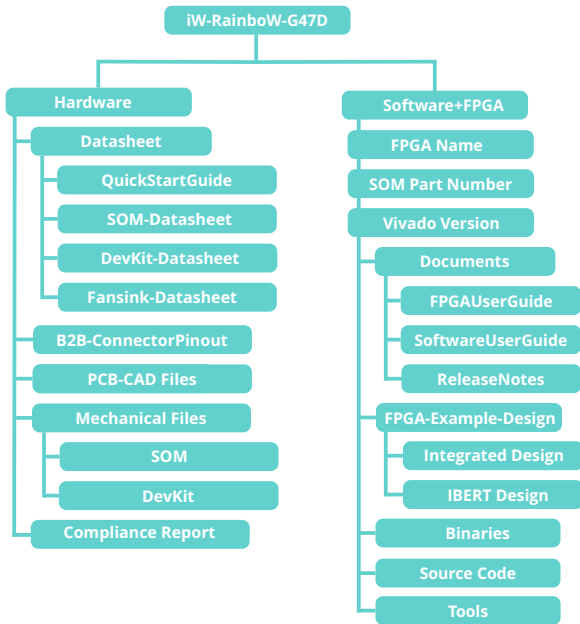 iW-RainboW-G47D
Hardware
Datasheet
QuickStartGuide
SOM-Datasheet
DevKit-Datasheet
Fansink-Datasheet
B2B-ConnectorPinout
PCB-CAD Files
Mechanical Files
SOM
DevKit
Compliance Report
Software+FPGA
FPGA Name
SOM Part Number
Vivado Version
Documents
FPGAUserGuide
SoftwareUserGuide
ReleaseNotes
FPGA-Example-Design
Integrated Design
IBERT Design
Binaries
Source Code
Tools